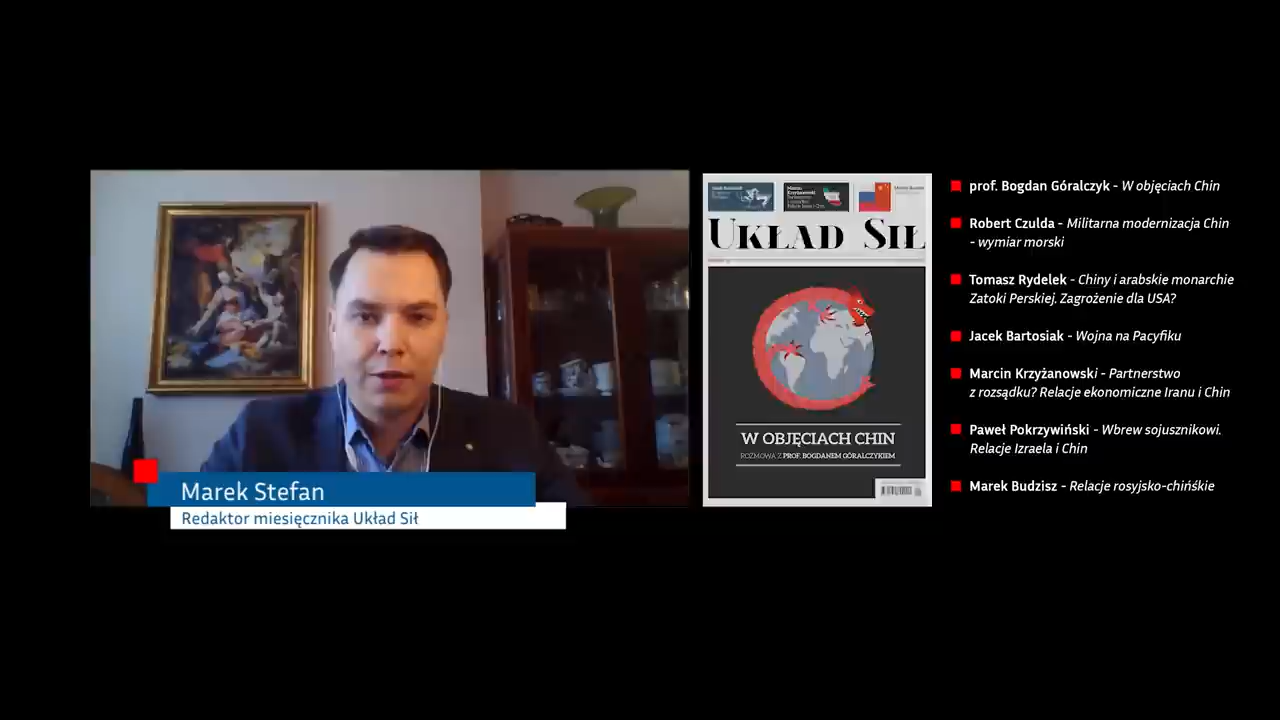 Marek Stefan
Redaktor miesięcznika Układ Sił
Marcin Krzyżanowski
UKŁAD SIŁ
W OBJĘCIACH CHIN
ROZMOWA Z PROF. BOGDANEM GÓRALCZYKIEM
prof. Bogdan Góralczyk - W objęciach Chin
Robert Czulda - Militarna modernizacja Chin
- wymiar morski
Tomasz Rydelek - Chiny i arabskie monarchie
Zatoki Perskiej. Zagrożenie dla USA?
Jacek Bartosiak - Wojna na Pacyfiku
Marcin Krzyżanowski - Partnerstwo
z rozsądku? Relacje ekonomiczne Iranu i Chin
Paweł Pokrzywiński - Wbrew sojusznikowi.
Relacje Izraela i Chin
Marek Budzisz - Relacje rosyjsko-chińśkie